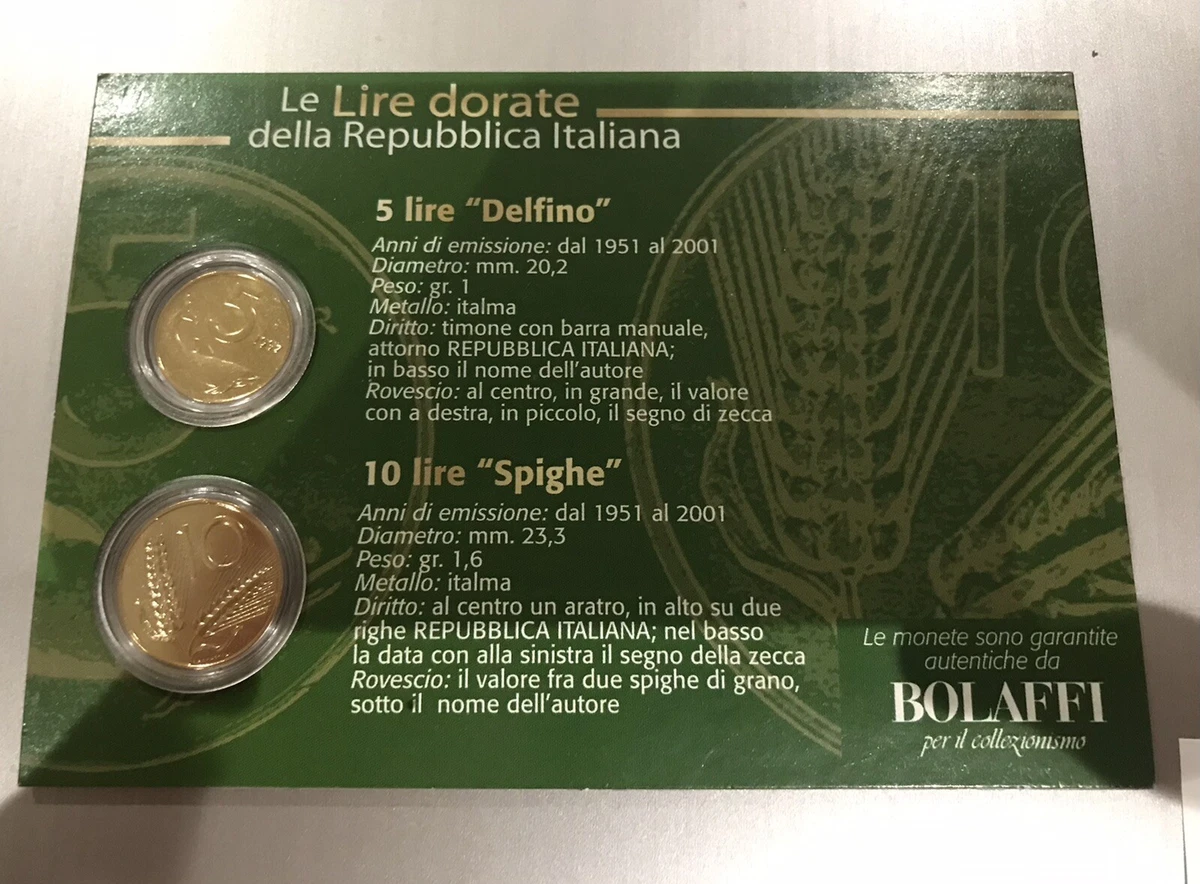 Le Lire dorate
della Repubblica Italiana
5 lire “Delfino”
Anni di emissione: dal 1951 al 2001
Diametro: mm. 20,2
Peso: gr. 1
Metallo: italma
Diritto: timone con barra manuale,
attorno REPUBBLICA ITALIANA;
in basso il nome dell'autore
Rovescio: al centro, in grande, il valore
con a destra, in piccolo, il segno di zecca
10 lire “Spighe”
Anni di emissione: dal 1951 al 2001
Diametro: mm. 23,3
Peso: gr. 1,6
Metallo: italma
Diritto: al centro un aratro, in alto su due
righe REPUBBLICA ITALIANA; nel basso
la data con alla sinistra il segno della zecca
Rovescio: il valore fra due spighe di grano,
sotto il nome dell'autore
Le monete sono garantite
autentiche da
BOLAFFI
per il collezionismo
5
10